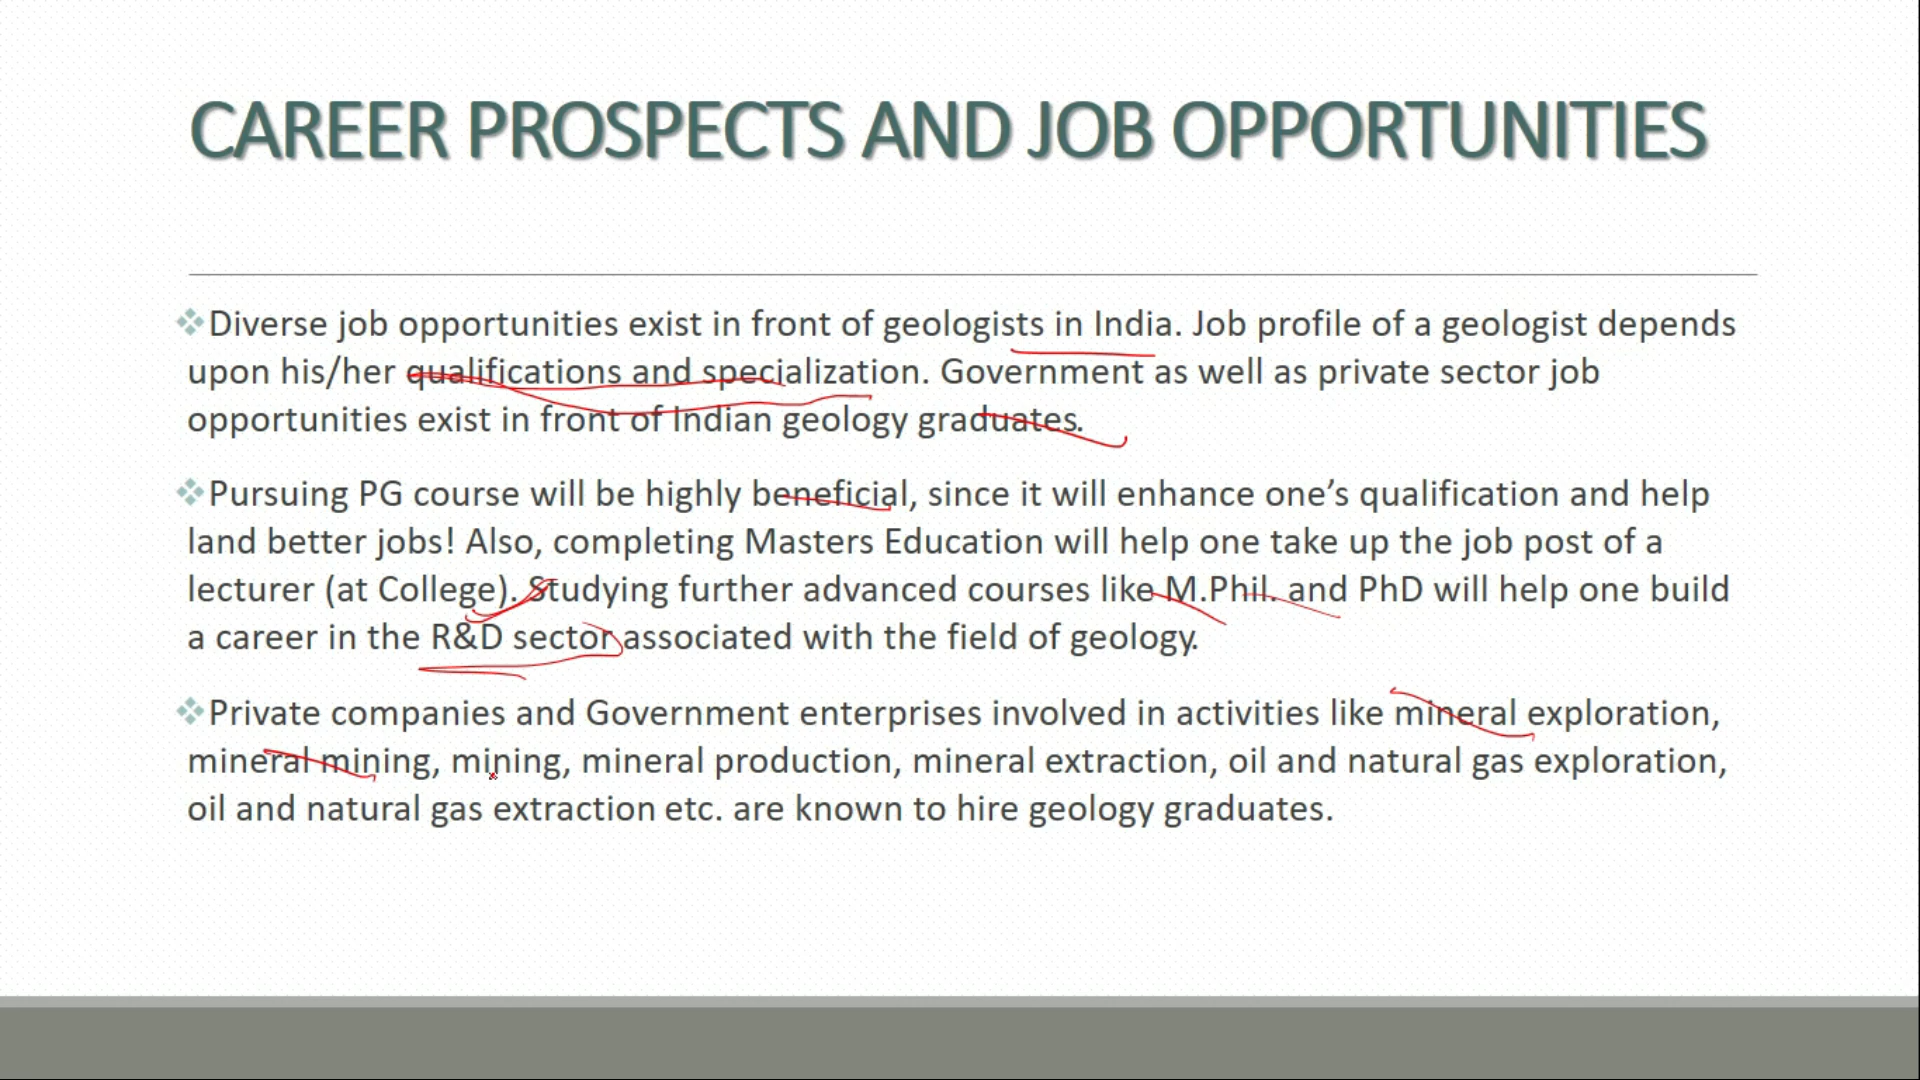 CAREER PROSPECTS AND JOB OPPORTUNITIES
Diverse job opportunities exist in front of geologists in India. Job profile of a geologist depends
upon his/her qualifications and specialization. Government as well as private sector job
opportunities exist in front of Indian geology graduates.
Pursuing PG course will be highly beneficial, since it will enhance one’s qualification and help
land better jobs! Also, completing Masters Education will help one take up the job post of a
lecturer (at College). Studying further advanced courses like M.Phil. and PhD will help one build
a career in the R&D sector associated with the field of geology.
Private companies and Government enterprises involved in activities like mineral exploration,
mineral mining, mining, mineral production, mineral extraction, oil and natural gas exploration,
oil and natural gas extraction etc. are known to hire geology graduates.